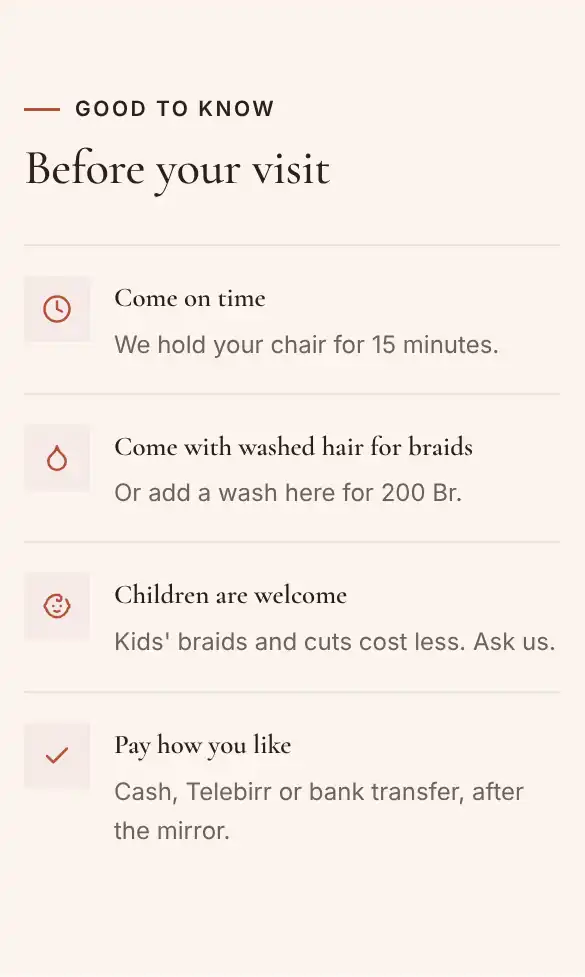 GOOD TO KNOW
Before your visit
Come on time
We hold your chair for 15 minutes.
Come with washed hair for braids
Or add a wash here for 200 Br.
Children are welcome
Kids' braids and cuts cost less. Ask us.
Pay how you like
Cash, Telebirr or bank transfer, after
the mirror.